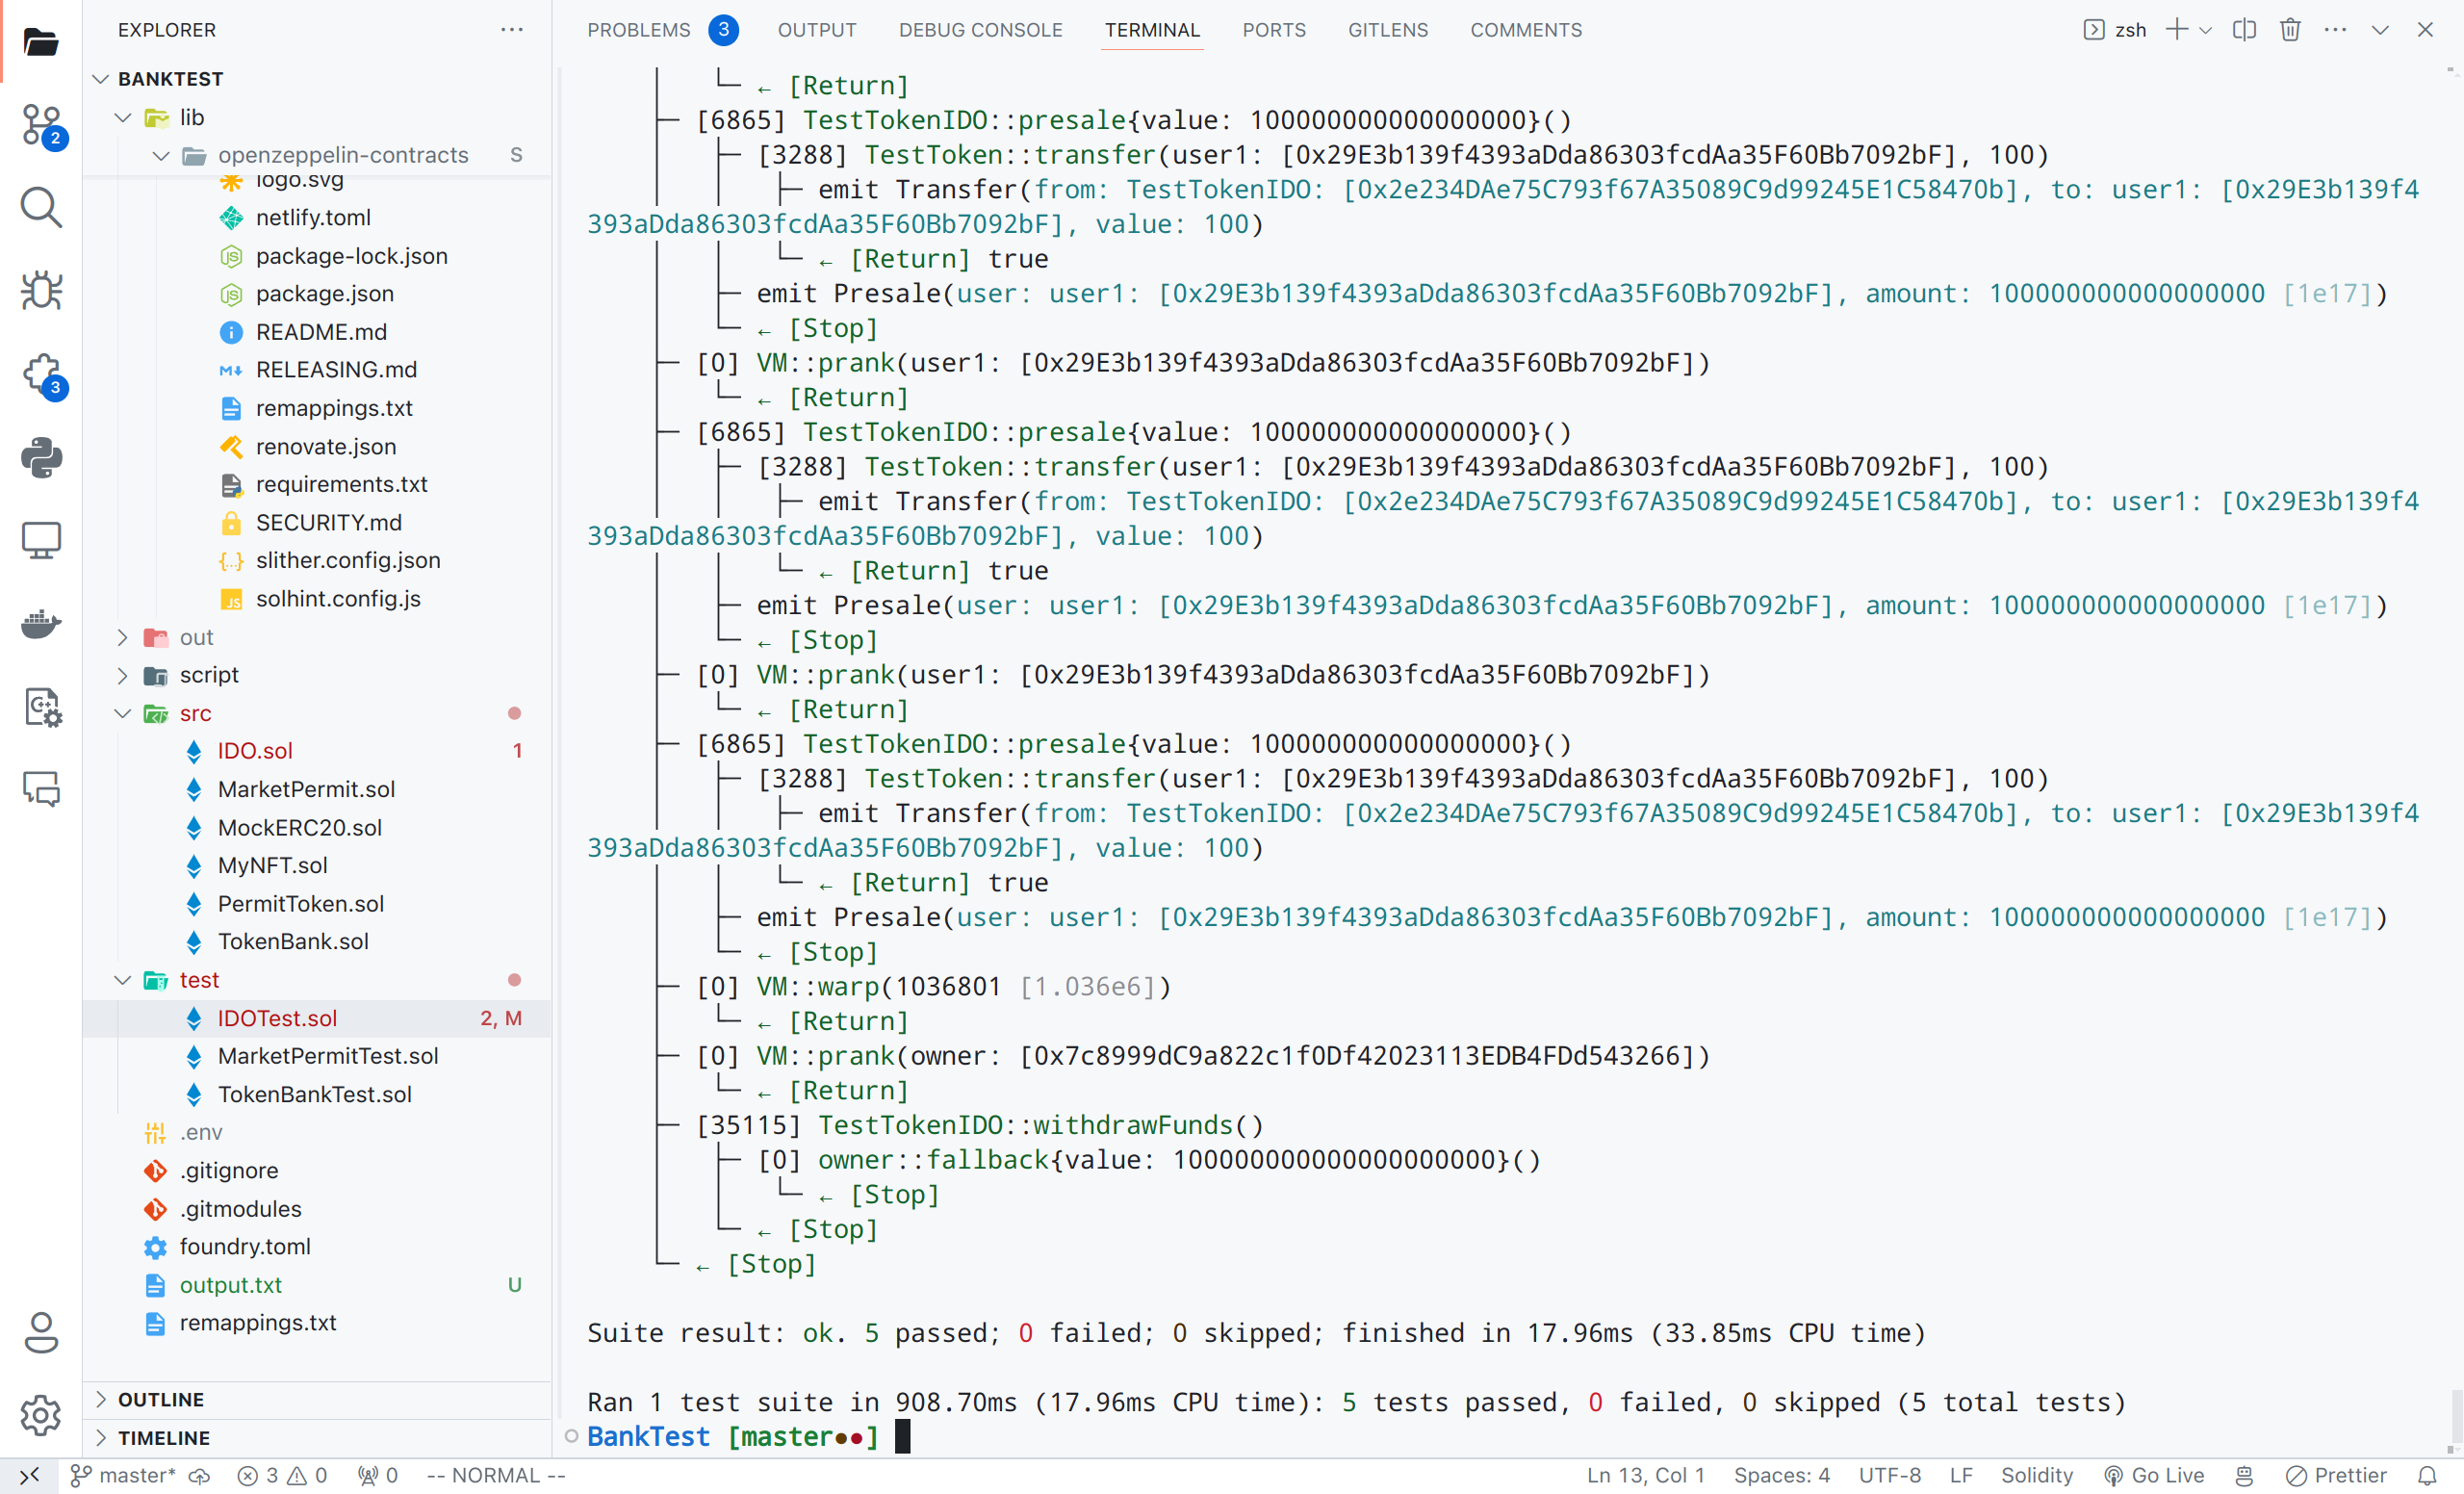 EXPLORER
BANKTEST
lib
openzeppelin-contracts S
logo.svg
netlify.toml
package-lock.json
package.json
README.md
RELEASING.md
remappings.txt
renovate.json
requirements.txt
SECURITY.md
slither.config.json
solhint.config.js
out
script
src
IDO.sol 1
MarketPermit.sol
MockERC20.sol
MyNFT.sol
PermitToken.sol
TokenBank.sol
test
IDOTest.sol 2, M
MarketPermitTest.sol
TokenBankTest.sol
.env
.gitignore
.gitmodules
foundry.toml
output.txt U
remappings.txt
OUTLINE
TIMELINE
2
3
PROBLEMS 3 OUTPUT DEBUG CONSOLE TERMINAL PORTS GITLENS COMMENTS
zsh
│   │   └─ ← [Return]
├─ [6865] TestTokenIDO::presale{value: 100000000000000000}()
│   ├─ [3288] TestToken::transfer(user1: [0x29E3b139f4393aDda86303fcdAa35F60Bb7092bF], 100)
│   │   ├─ emit Transfer(from: TestTokenIDO: [0x2e234DAe75C793f67A35089C9d99245E1C58470b], to: user1: [0x29E3b139f4
393aDda86303fcdAa35F60Bb7092bF], value: 100)
│   │   └─ ← [Return] true
│   ├─ emit Presale(user: user1: [0x29E3b139f4393aDda86303fcdAa35F60Bb7092bF], amount: 100000000000000000 [1e17])
│   └─ ← [Stop]
├─ [0] VM::prank(user1: [0x29E3b139f4393aDda86303fcdAa35F60Bb7092bF])
│   └─ ← [Return]
├─ [6865] TestTokenIDO::presale{value: 100000000000000000}()
│   ├─ [3288] TestToken::transfer(user1: [0x29E3b139f4393aDda86303fcdAa35F60Bb7092bF], 100)
│   │   ├─ emit Transfer(from: TestTokenIDO: [0x2e234DAe75C793f67A35089C9d99245E1C58470b], to: user1: [0x29E3b139f4
393aDda86303fcdAa35F60Bb7092bF], value: 100)
│   │   └─ ← [Return] true
│   ├─ emit Presale(user: user1: [0x29E3b139f4393aDda86303fcdAa35F60Bb7092bF], amount: 100000000000000000 [1e17])
│   └─ ← [Stop]
├─ [0] VM::prank(user1: [0x29E3b139f4393aDda86303fcdAa35F60Bb7092bF])
│   └─ ← [Return]
├─ [6865] TestTokenIDO::presale{value: 100000000000000000}()
│   ├─ [3288] TestToken::transfer(user1: [0x29E3b139f4393aDda86303fcdAa35F60Bb7092bF], 100)
│   │   ├─ emit Transfer(from: TestTokenIDO: [0x2e234DAe75C793f67A35089C9d99245E1C58470b], to: user1: [0x29E3b139f4
393aDda86303fcdAa35F60Bb7092bF], value: 100)
│   │   └─ ← [Return] true
│   ├─ emit Presale(user: user1: [0x29E3b139f4393aDda86303fcdAa35F60Bb7092bF], amount: 100000000000000000 [1e17])
│   └─ ← [Stop]
├─ [0] VM::warp(1036801 [1.036e6])
│   └─ ← [Return]
├─ [0] VM::prank(owner: [0x7c8999dC9a822c1f0Df42023113EDB4FDd543266])
│   └─ ← [Return]
├─ [35115] TestTokenIDO::withdrawFunds()
│   ├─ [0] owner::fallback{value: 100000000000000000000}()
│   │   └─ ← [Stop]
│   └─ ← [Stop]
└─ ← [Stop]
Suite result: ok. 5 passed; 0 failed; 0 skipped; finished in 17.96ms (33.85ms CPU time)
Ran 1 test suite in 908.70ms (17.96ms CPU time): 5 tests passed, 0 failed, 0 skipped (5 total tests)
BankTest [master●●]
master* 3 0 0 -- NORMAL -- Ln 13, Col 1 Spaces: 4 UTF-8 LF Solidity Go Live Prettier